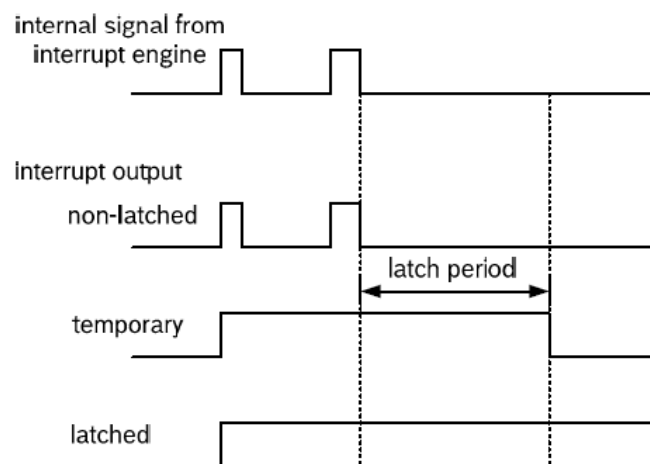 internal signal from
interrupt engine
interrupt output
non-latched
latch period
temporary
latched